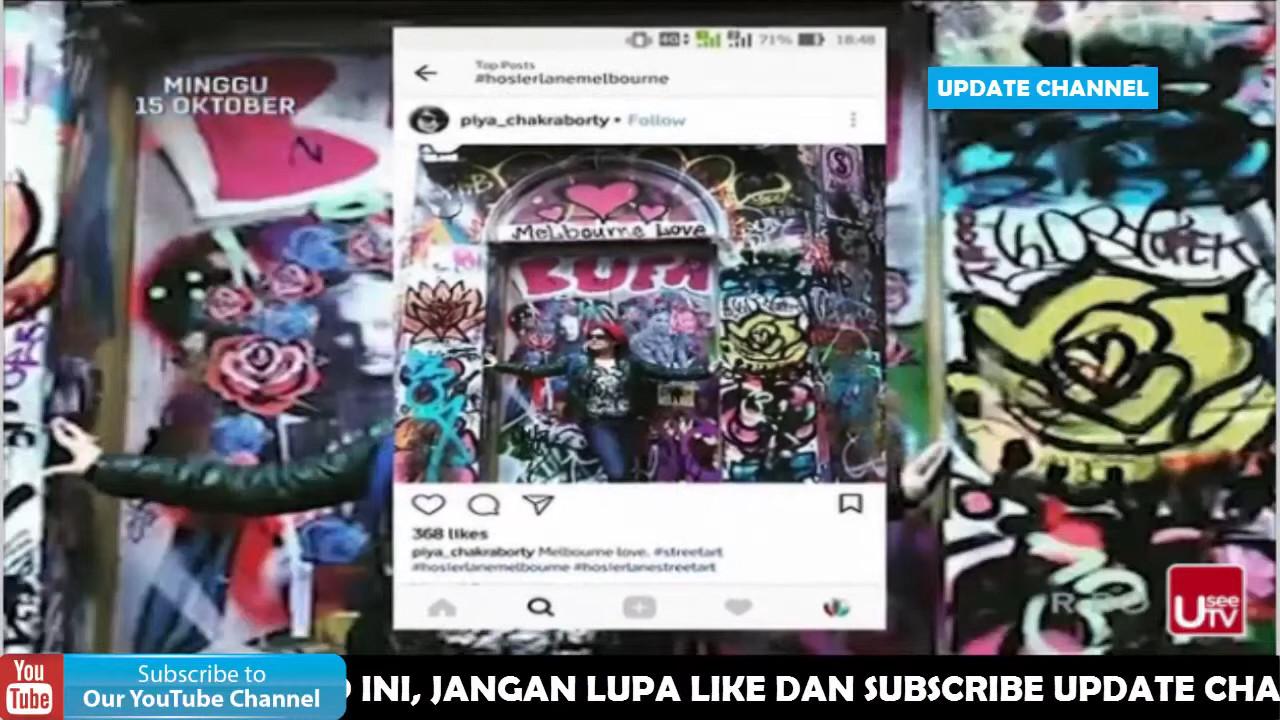 MINGGU
15 OKTOBER
UPDATE CHANNEL
4G
71%
18:48
Top Posts
#hosierlanemelbourne
piya_chakraborty • Follow
Melbourne Love
368 likes
piya_chakraborty Melbourne love. #streetart
#hosierlanemelbourne #hosierlanestreetart
U see TV
You Tube
Subscribe to
Our YouTube Channel
INI, JANGAN LUPA LIKE DAN SUBSCRIBE UPDATE CHA